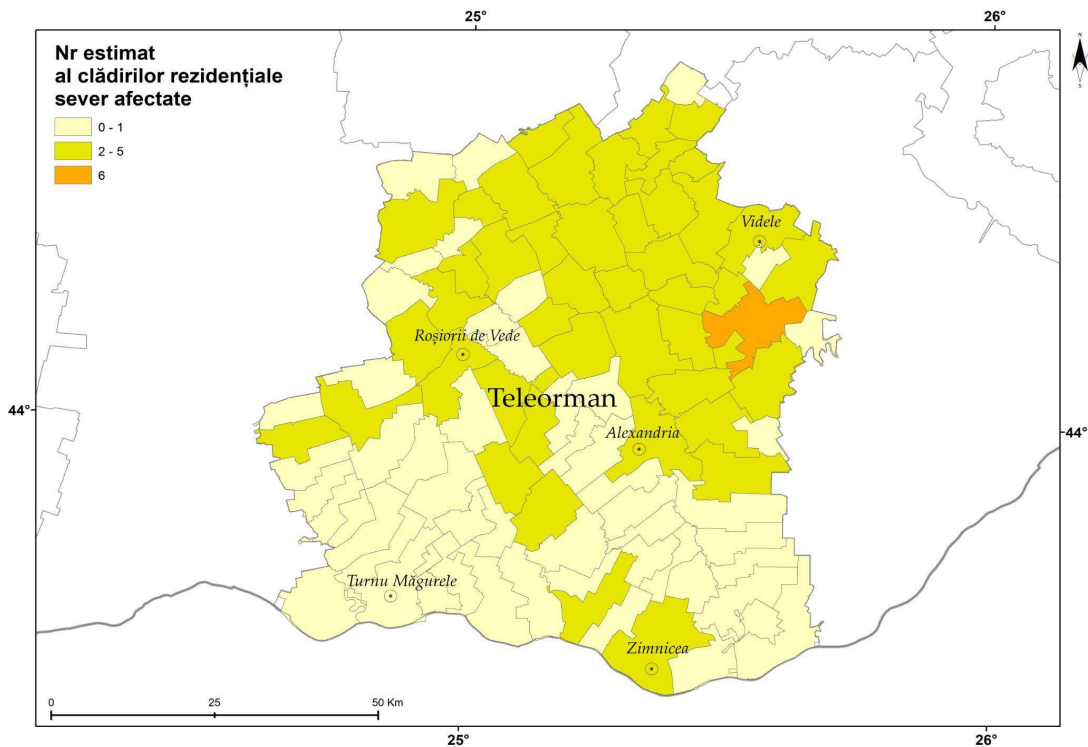 25°
26°
Nr estimat
al clădirilor rezidențiale
sever afectate
0 - 1
2 - 5
6
N
S
Videle
Roșiorii de Vede
Teleorman
44°
Alexandria
44°
Turnu Măgurele
Zimnicea
0 25 50 Km
25°
26°